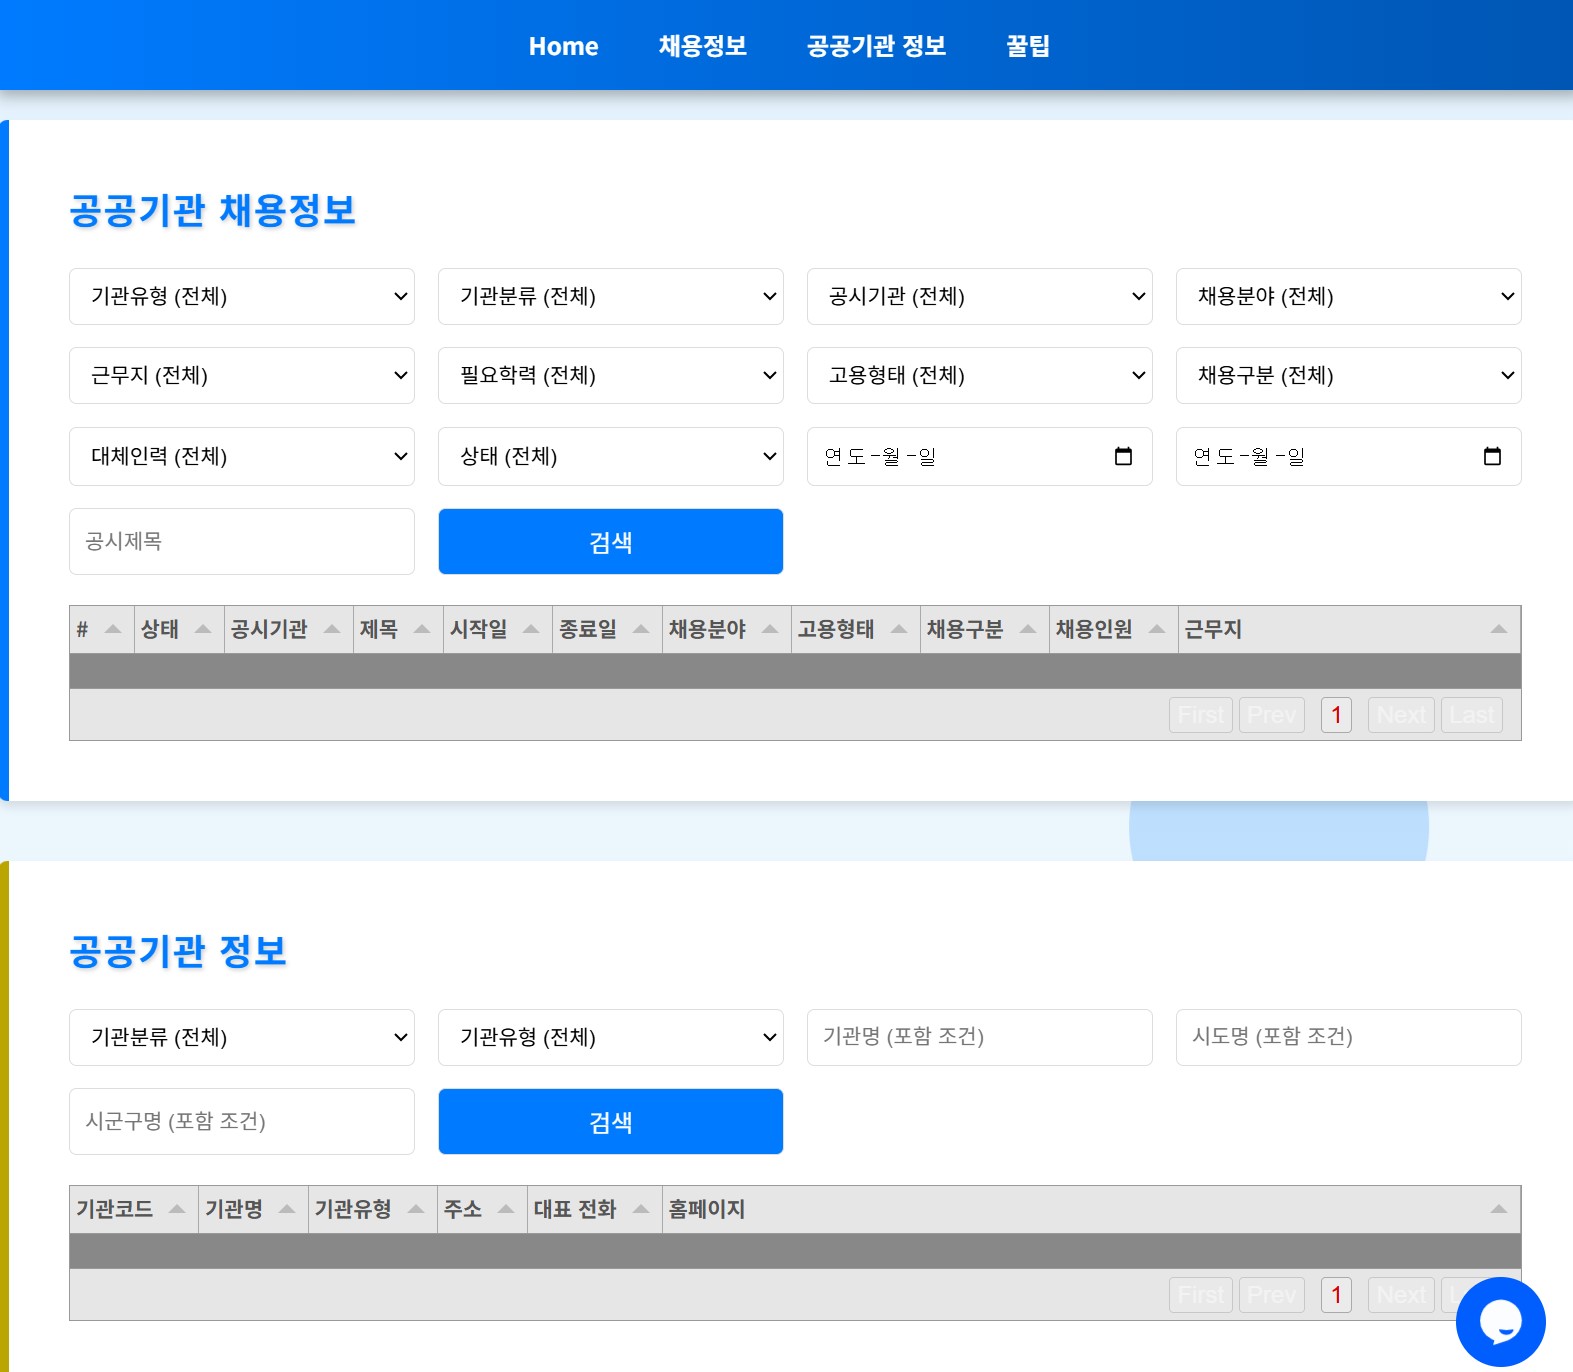 Home 채용정보 공공기관 정보 꿀팁
공공기관 채용정보
기관유형 (전체) 기관분류 (전체) 공시기관 (전체) 채용분야 (전체)
근무지 (전체) 필요학력 (전체) 고용형태 (전체) 채용구분 (전체)
대체인력 (전체) 상태 (전체) 연도-월-일 연도-월-일
공시제목 검색
# 상태 공시기관 제목 시작일 종료일 채용분야 고용형태 채용구분 채용인원 근무지
First Prev 1 Next Last
공공기관 정보
기관분류 (전체) 기관유형 (전체) 기관명 (포함 조건) 시도명 (포함 조건)
시군구명 (포함 조건) 검색
기관코드 기관명 기관유형 주소 대표 전화 홈페이지
First Prev 1 Next